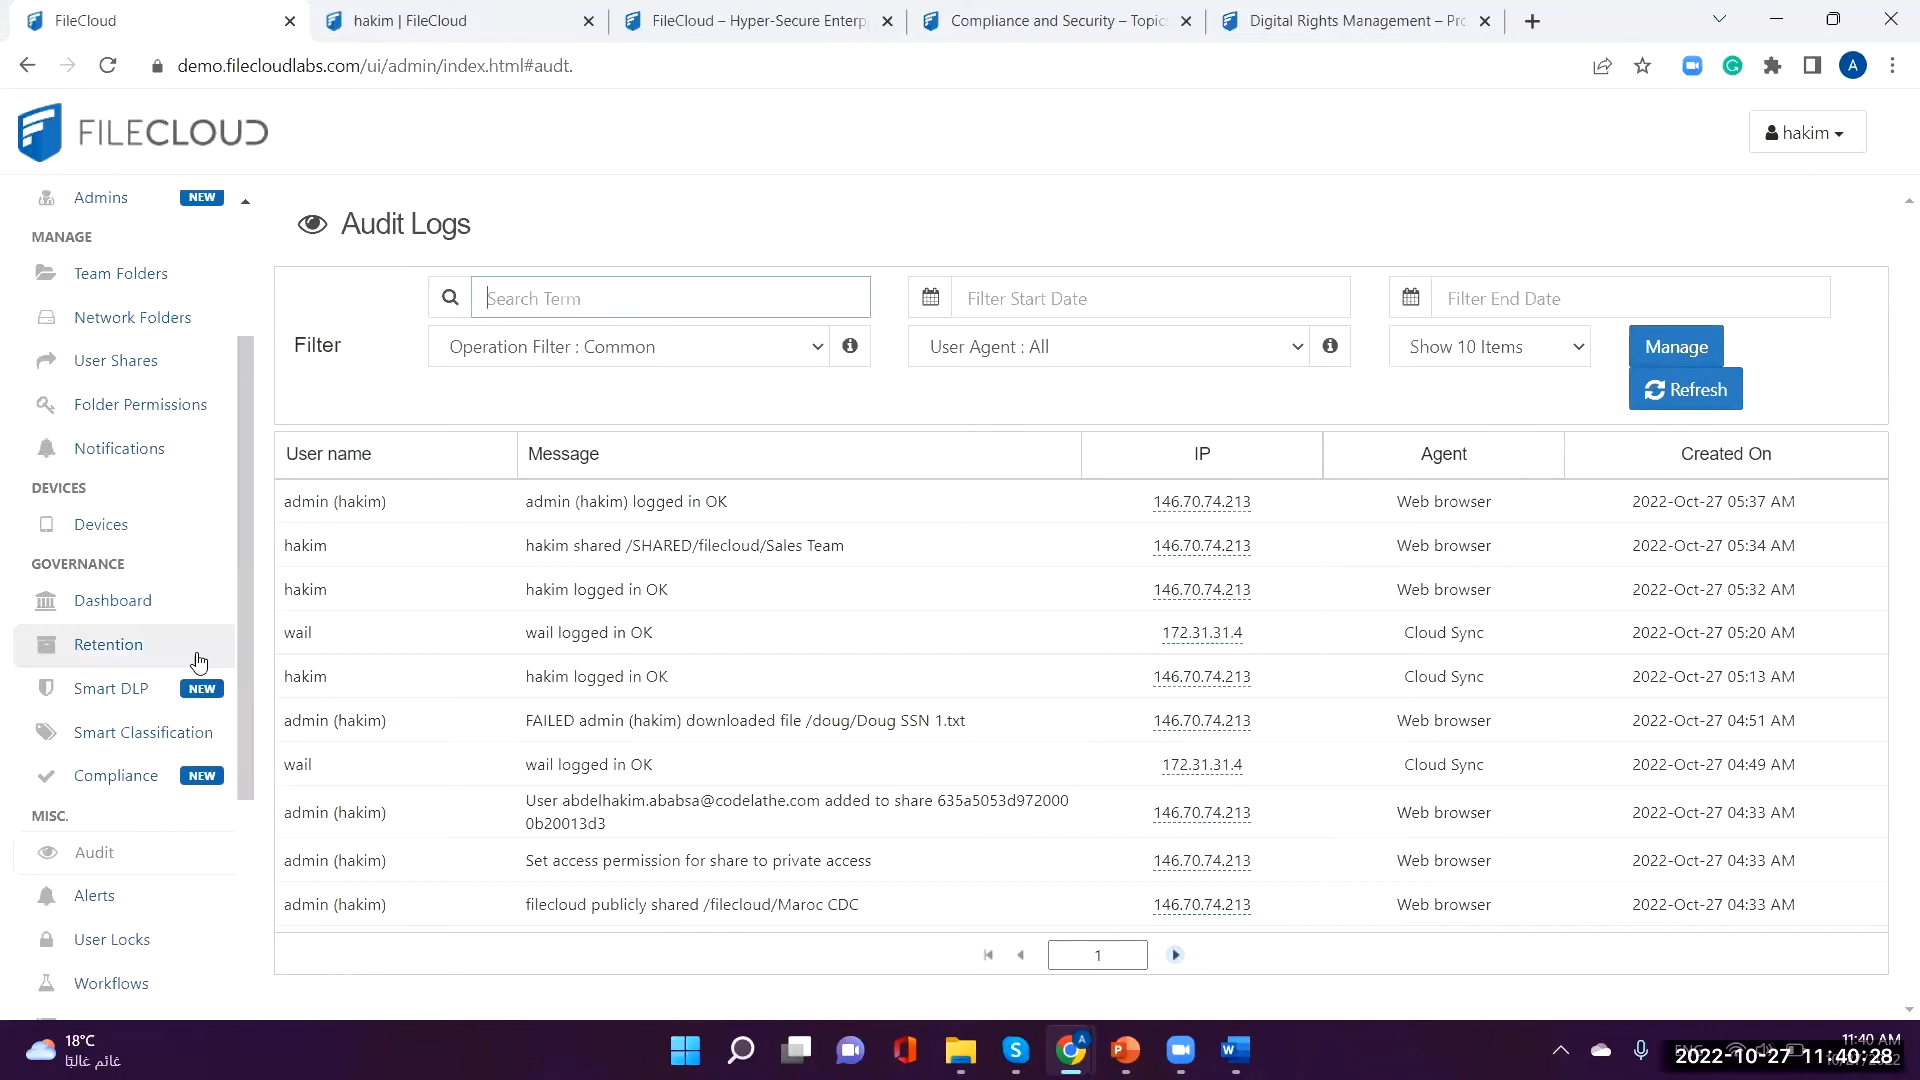 FileCloud
hakim | FileCloud
FileCloud – Hyper-Secure Enterp
Compliance and Security – Topic
Digital Rights Management – Pro
demo.filecloudlabs.com/ui/admin/index.html#audt.
A
FILECLOUD
hakim
Admins NEW
MANAGE
Team Folders
Network Folders
User Shares
Folder Permissions
Notifications
DEVICES
Devices
GOVERNANCE
Dashboard
Retention
Smart DLP NEW
Smart Classification
Compliance NEW
MISC.
Audit
Alerts
User Locks
Workflows
Audit Logs
Search Term
Filter Start Date
Filter End Date
Filter
Operation Filter : Common
User Agent : All
Show 10 Items
Manage
Refresh
User name Message IP Agent Created On
admin (hakim) admin (hakim) logged in OK 146.70.74.213 Web browser 2022-Oct-27 05:37 AM
hakim hakim shared /SHARED/filecloud/Sales Team 146.70.74.213 Web browser 2022-Oct-27 05:34 AM
hakim hakim logged in OK 146.70.74.213 Web browser 2022-Oct-27 05:32 AM
wail wail logged in OK 172.31.31.4 Cloud Sync 2022-Oct-27 05:20 AM
hakim hakim logged in OK 146.70.74.213 Cloud Sync 2022-Oct-27 05:13 AM
admin (hakim) FAILED admin (hakim) downloaded file /doug/Doug SSN 1.txt 146.70.74.213 Web browser 2022-Oct-27 04:51 AM
wail wail logged in OK 172.31.31.4 Cloud Sync 2022-Oct-27 04:49 AM
admin (hakim) User abdelhakim.ababsa@codelathe.com added to share 635a5053d972000
0b20013d3 146.70.74.213 Web browser 2022-Oct-27 04:33 AM
admin (hakim) Set access permission for share to private access 146.70.74.213 Web browser 2022-Oct-27 04:33 AM
admin (hakim) filecloud publicly shared /filecloud/Maroc CDC 146.70.74.213 Web browser 2022-Oct-27 04:33 AM
1
18°C
غائم غالبًا
11:40 AM
2022-10-27 11:40:28